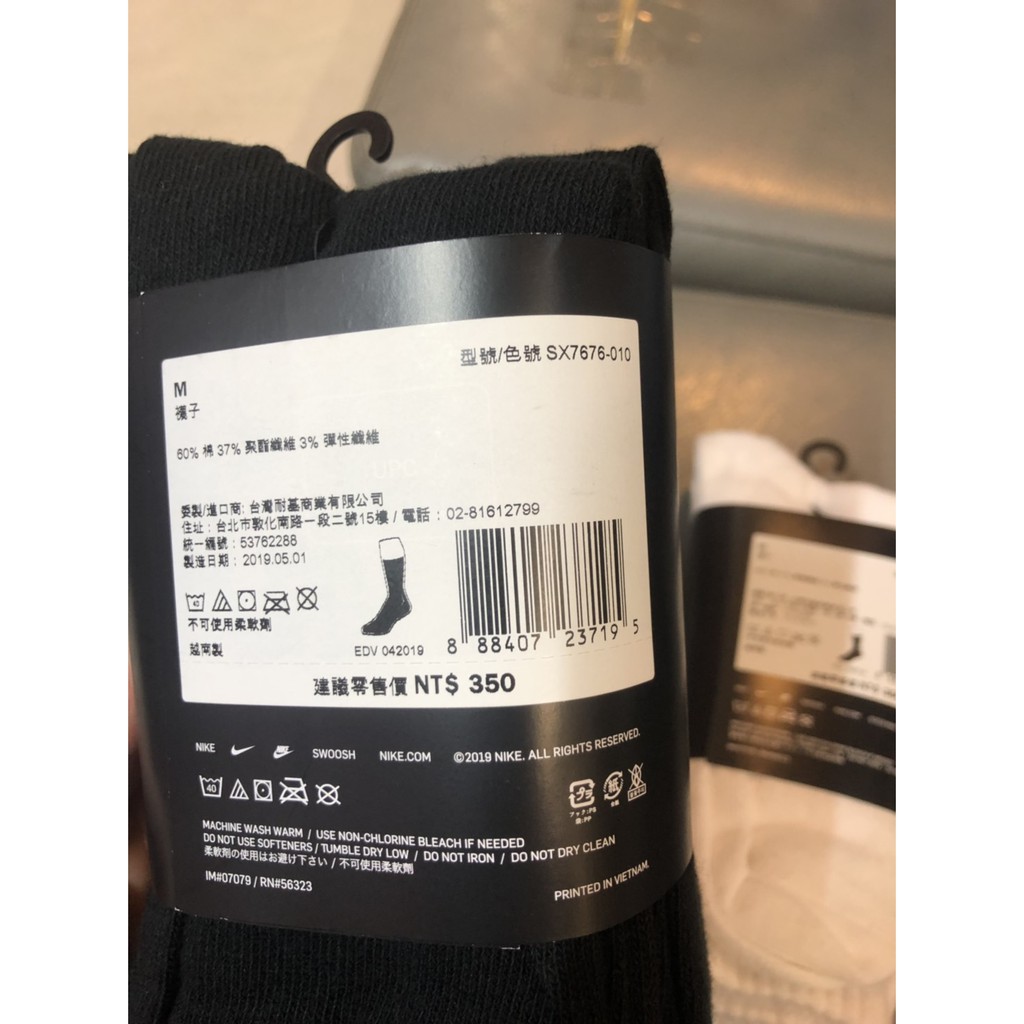 型號/色號 SX7676-010
M
襪子
60% 棉 37% 聚酯纖維 3% 彈性纖維
UPC
委製/進口商: 台灣耐基商業有限公司
住址: 台北市敦化南路一段二號15樓 / 電話: 02-81612799
統一編號: 53762288
製造日期: 2019.05.01
40
不可使用柔軟劑
越南製
EDV 042019
8 88407 23719 5
建議零售價 NT$ 350
NIKE SWOOSH NIKE.COM ©2019 NIKE. ALL RIGHTS RESERVED.
40
プラ 紙
MACHINE WASH WARM / USE NON-CHLORINE BLEACH IF NEEDED
DO NOT USE SOFTENERS / TUMBLE DRY LOW / DO NOT IRON / DO NOT DRY CLEAN
柔軟剤の使用はお避け下さい / 不可使用柔軟劑
IM#07079 / RN#56323
PRINTED IN VIETNAM.